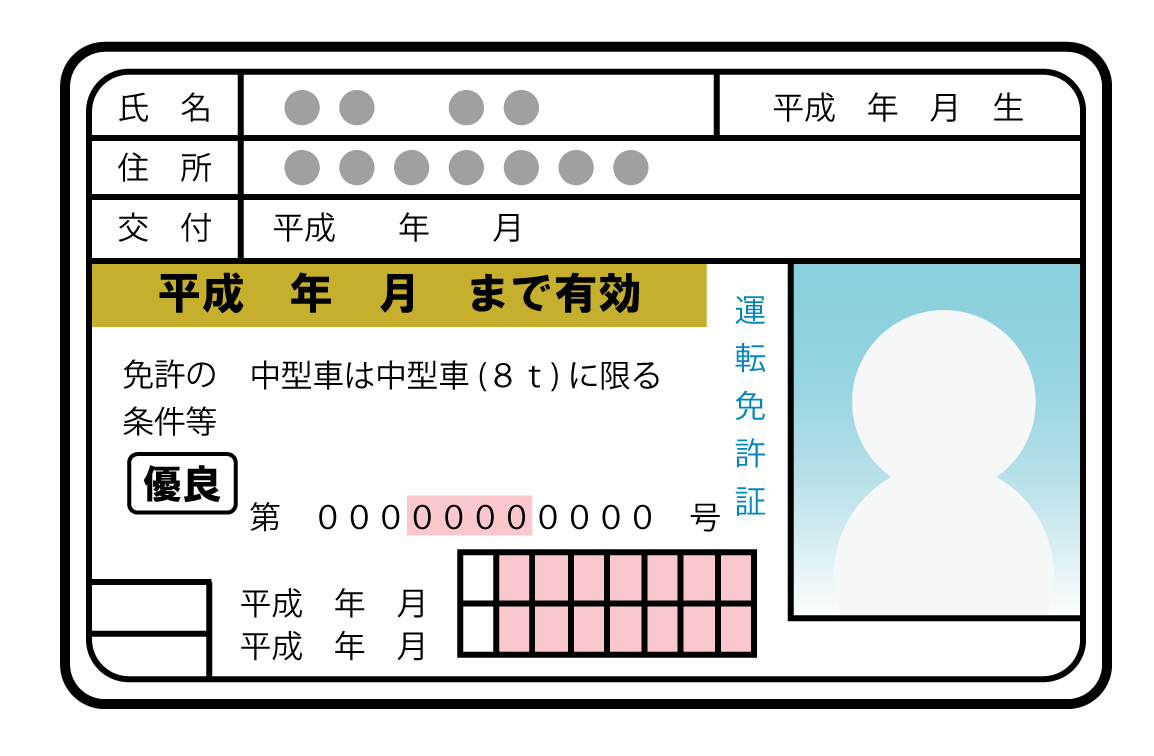 氏 名 ●● ●● 平成 年 月 生
住 所 ●●●●●●●
交 付 平成 年 月
平成 年 月 まで有効
免許の 中型車は中型車(8t)に限る
条件等
優良
第 00000000000 号
平成 年 月
平成 年 月
運転免許証